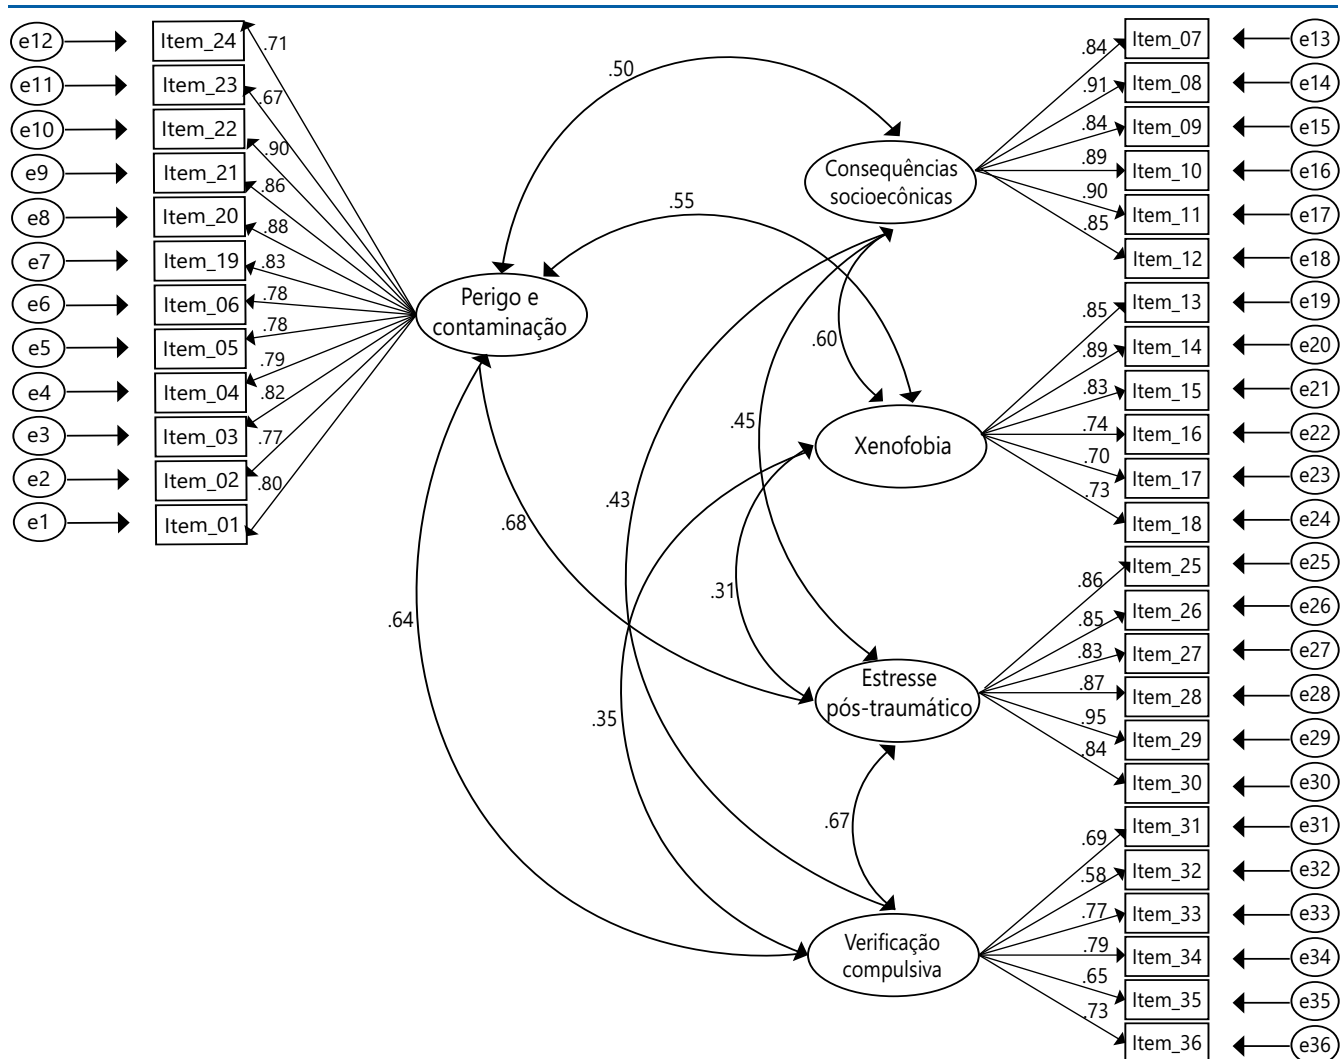 e12 Item_24 .71
e11 Item_23 .67
e10 Item_22 .90
e9 Item_21 .86
e8 Item_20 .88
e7 Item_19 .83
e6 Item_06 .78
e5 Item_05 .78
e4 Item_04 .79
e3 Item_03 .82
e2 Item_02 .77
e1 Item_01 .80
Perigo e
contaminação
.50
.55
.60
.45
.43
.68
.31
.64
.35
.67
Consequências
socioecônicas
.84 Item_07 e13
.91 Item_08 e14
.84 Item_09 e15
.89 Item_10 e16
.90 Item_11 e17
.85 Item_12 e18
Xenofobia
.85 Item_13 e19
.89 Item_14 e20
.83 Item_15 e21
.74 Item_16 e22
.70 Item_17 e23
.73 Item_18 e24
Estresse
pós-traumático
.86 Item_25 e25
.85 Item_26 e26
.83 Item_27 e27
.87 Item_28 e28
.95 Item_29 e29
.84 Item_30 e30
Verificação
compulsiva
.69 Item_31 e31
.58 Item_32 e32
.77 Item_33 e33
.79 Item_34 e34
.65 Item_35 e35
.73 Item_36 e36